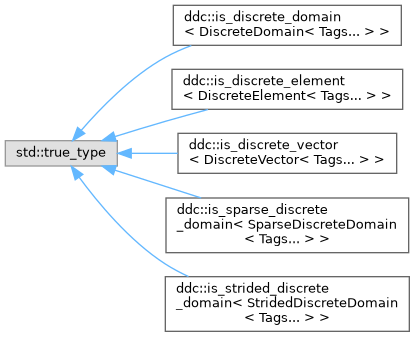 ddc::is_discrete_domain
< DiscreteDomain< Tags... > >
ddc::is_discrete_element
< DiscreteElement< Tags... > >
std::true_type
ddc::is_discrete_vector
< DiscreteVector< Tags... > >
ddc::is_sparse_discrete
_domain< SparseDiscreteDomain
< Tags... > >
ddc::is_strided_discrete
_domain< StridedDiscreteDomain
< Tags... > >